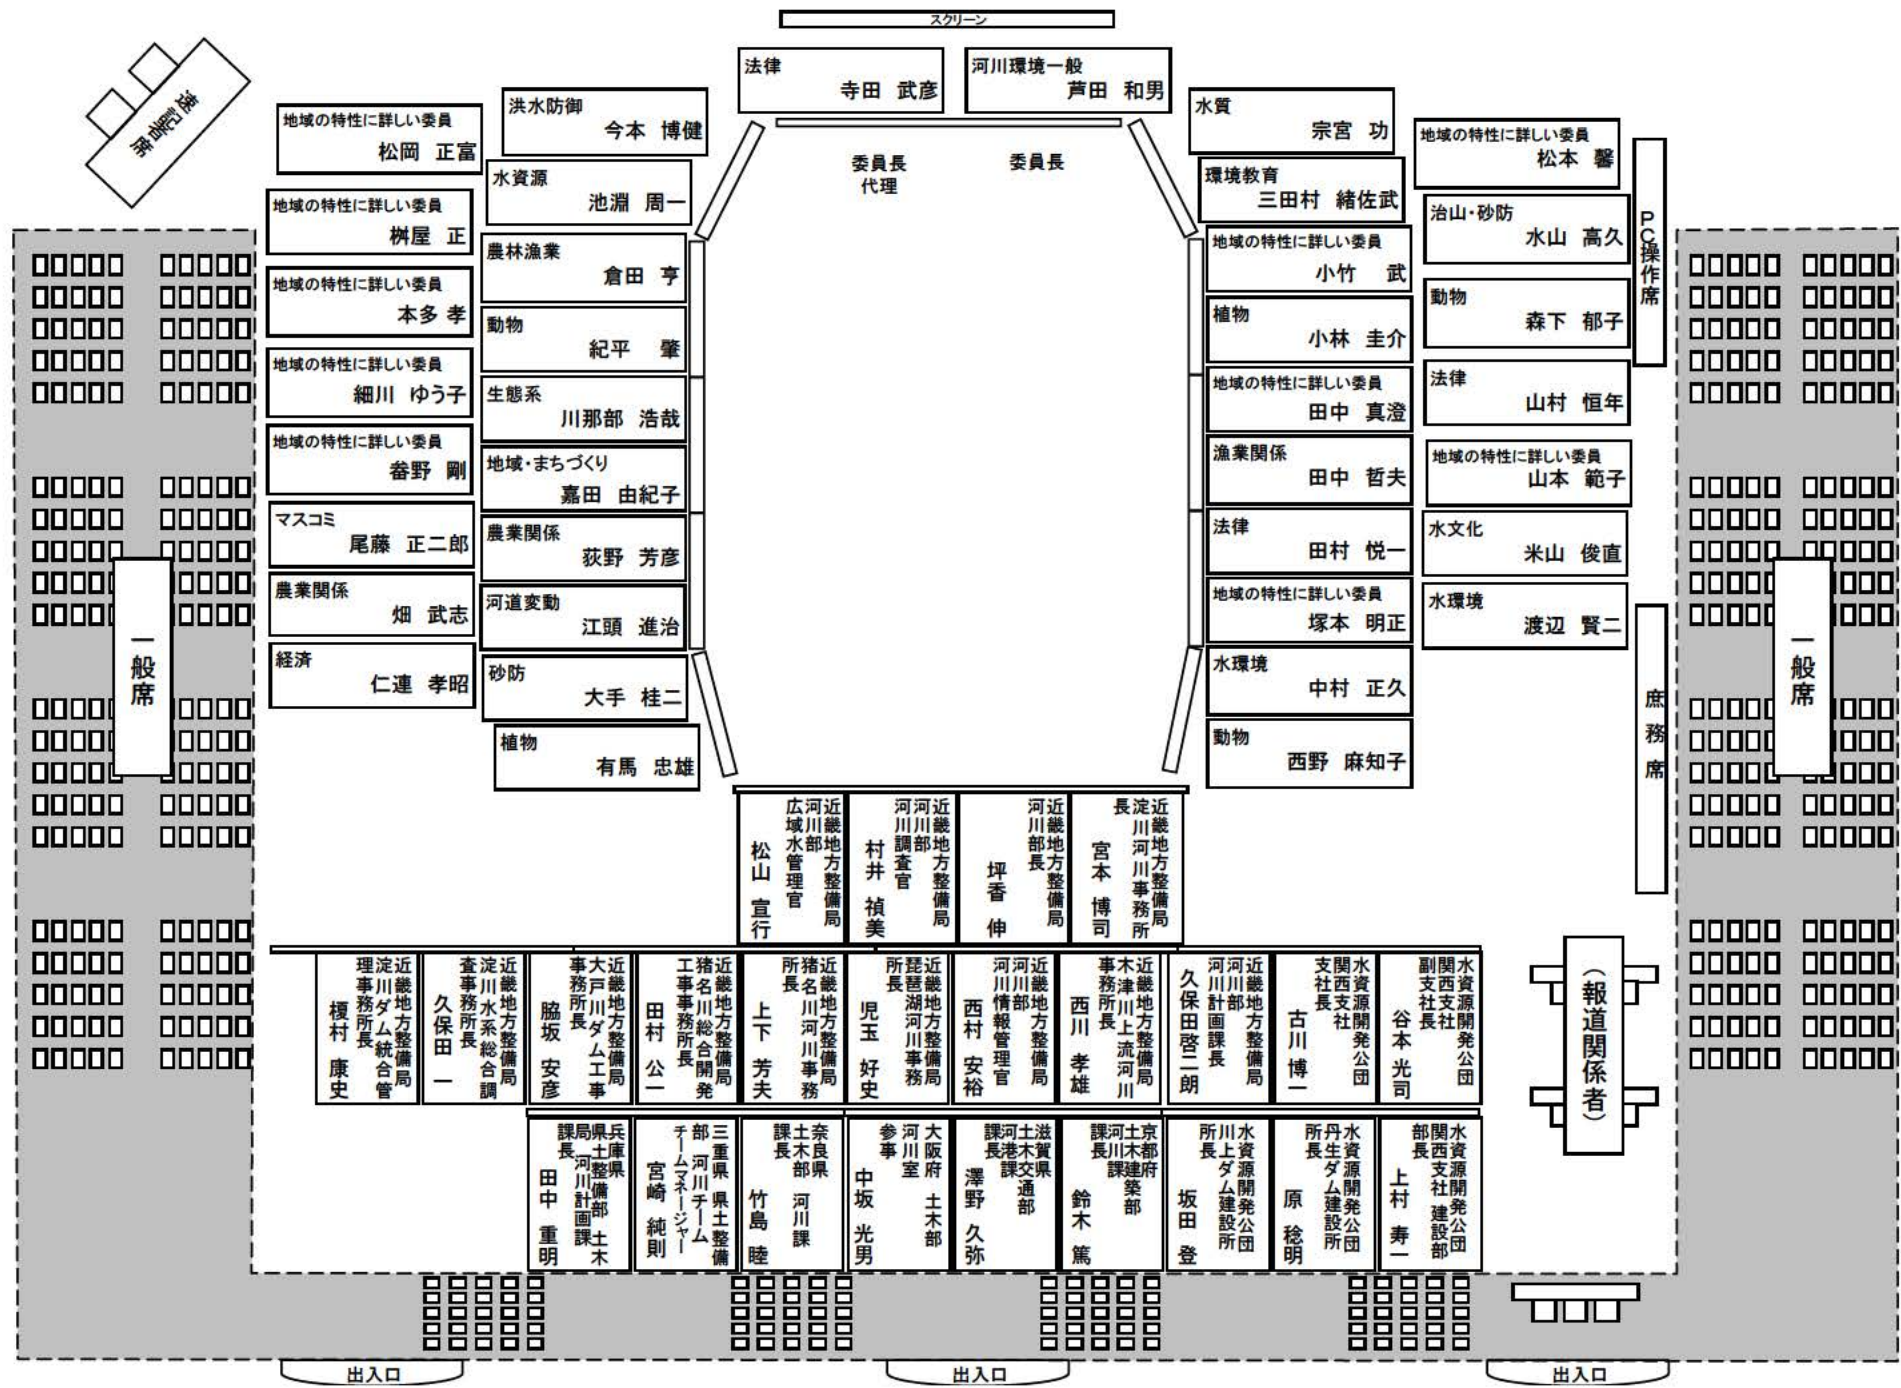 スクリーン
法律
寺田 武彦
河川環境一般
芦田 和男
委員長
代理
委員長
速記者席
洪水防御
今本 博健
水資源
池淵 周一
農林漁業
倉田 亨
動物
紀平 肇
生態系
川那部 浩哉
地域・まちづくり
嘉田 由紀子
農業関係
荻野 芳彦
河道変動
江頭 進治
砂防
大手 桂二
植物
有馬 忠雄
地域の特性に詳しい委員
松岡 正富
地域の特性に詳しい委員
桝屋 正
地域の特性に詳しい委員
本多 孝
地域の特性に詳しい委員
細川 ゆう子
地域の特性に詳しい委員
畚野 剛
マスコミ
尾藤 正二郎
農業関係
畑 武志
経済
仁連 孝昭
水質
宗宮 功
環境教育
三田村 緒佐武
地域の特性に詳しい委員
小竹 武
植物
小林 圭介
地域の特性に詳しい委員
田中 真澄
漁業関係
田中 哲夫
法律
田村 悦一
地域の特性に詳しい委員
塚本 明正
水環境
中村 正久
動物
西野 麻知子
地域の特性に詳しい委員
松本 馨
治山・砂防
水山 高久
動物
森下 郁子
法律
山村 恒年
地域の特性に詳しい委員
山本 範子
水文化
米山 俊直
水環境
渡辺 賢二
PC操作席
庶務席
一般席
一般席
近畿地方整備局
淀川河川事務所
長
宮本 博司
近畿地方整備局
河川部長
坪香 伸
近畿地方整備局
河川部
河川調査官
村井 禎美
近畿地方整備局
河川部
広域水管理官
松山 宣行
水資源開発公団
関西支社
副支社長
谷本 光司
水資源開発公団
関西支社
支社長
古川 博一
近畿地方整備局
河川部
河川計画課長
久保田啓二朗
近畿地方整備局
木津川上流河川
事務所長
西川 孝雄
近畿地方整備局
河川部
河川情報管理官
西村 安裕
近畿地方整備局
琵琶湖河川事務
所長
児玉 好史
近畿地方整備局
猪名川河川事務
所長
上下 芳夫
近畿地方整備局
猪名川総合開発
工事事務所長
田村 公一
近畿地方整備局
大戸川ダム工事
事務所長
脇坂 安彦
近畿地方整備局
淀川水系総合調
査事務所長
久保田 一
近畿地方整備局
淀川ダム統合管
理事務所長
榎村 康史
水資源開発公団
関西支社 建設部
部長
上村 寿一
水資源開発公団
丹生ダム建設所
所長
原 稔明
水資源開発公団
川上ダム建設所
所長
坂田 登
京都府
土木建築部
河川課
課長
鈴木 篤
滋賀県
土木交通部
河港課
課長
澤野 久弥
大阪府 土木部
河川室
参事
中坂 光男
奈良県
土木部 河川課
課長
竹島 睦
三重県 県土整備
部 河川チーム
チームマネージャー
宮崎 純則
兵庫県
県土整備部 土木
局 河川計画課
課長
田中 重明
（報道関係者）
出入口
出入口
出入口